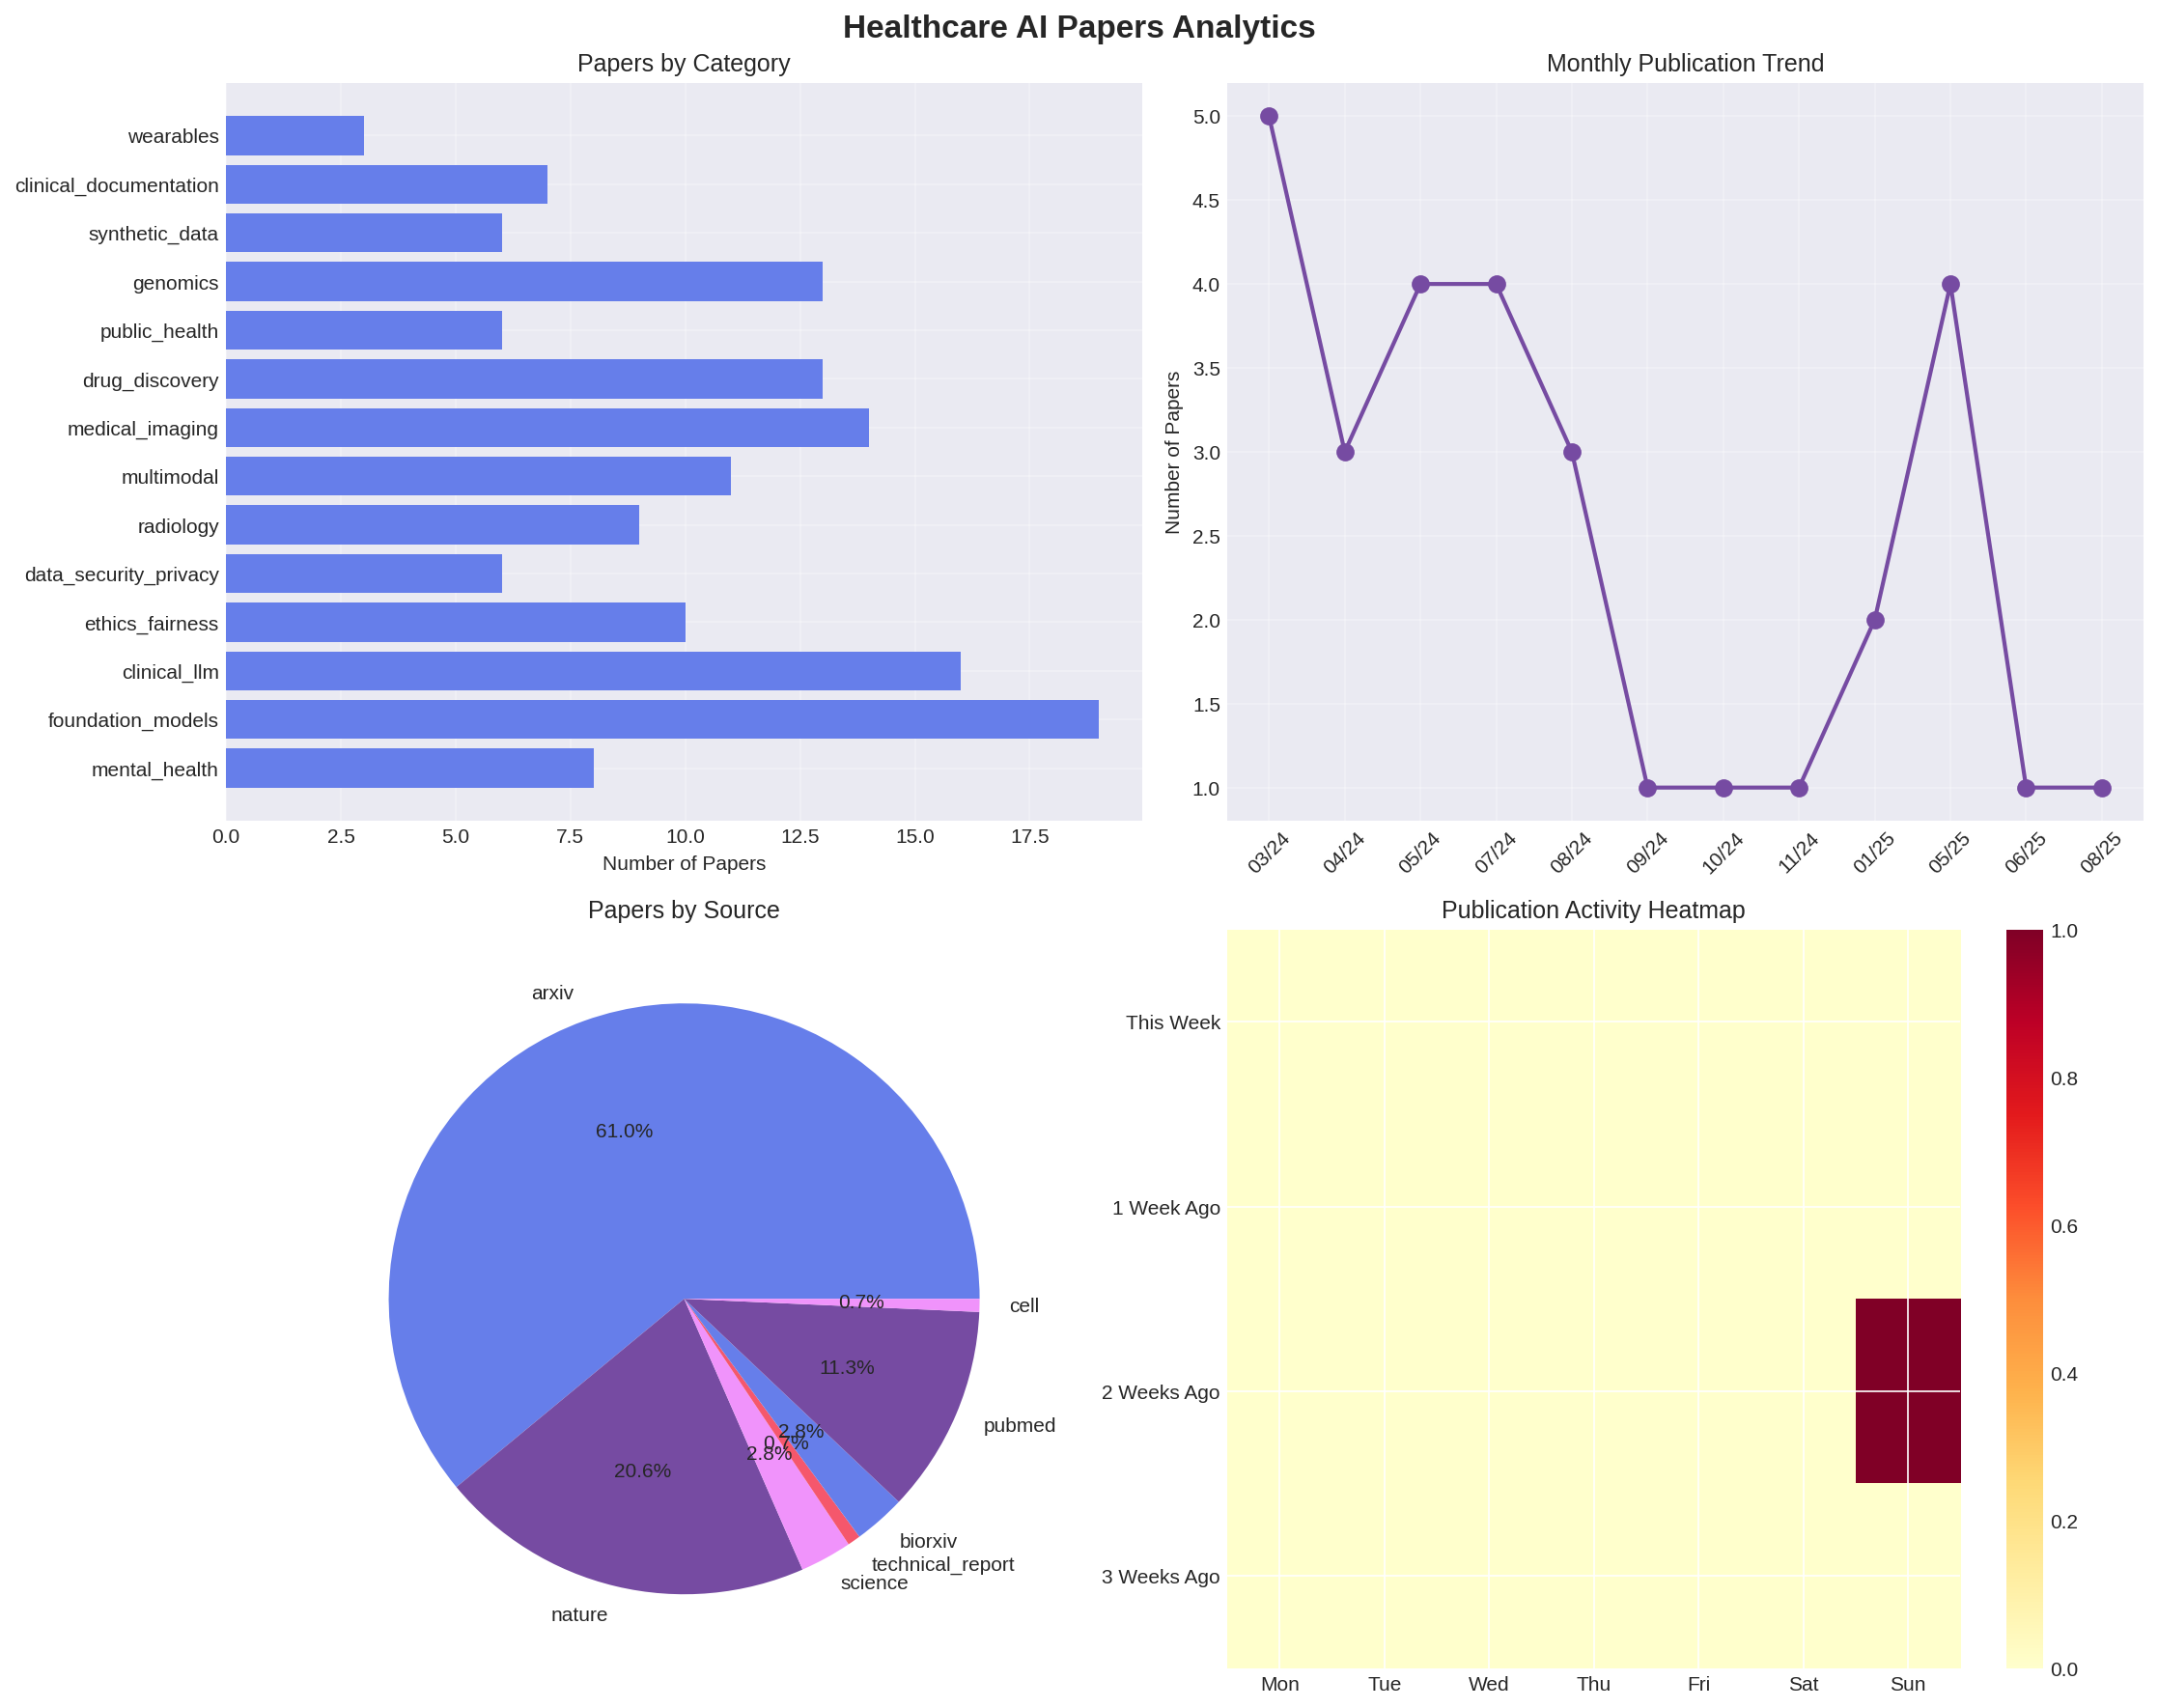 Healthcare AI Papers Analytics
Papers by Category
wearables
clinical_documentation
synthetic_data
genomics
public_health
drug_discovery
medical_imaging
multimodal
radiology
data_security_privacy
ethics_fairness
clinical_llm
foundation_models
mental_health
0.0 2.5 5.0 7.5 10.0 12.5 15.0 17.5
Number of Papers
Monthly Publication Trend
Number of Papers
5.0
4.5
4.0
3.5
3.0
2.5
2.0
1.5
1.0
03/24 04/24 05/24 07/24 08/24 09/24 10/24 11/24 01/25 05/25 06/25 08/25
Papers by Source
arxiv
61.0%
cell
0.7%
11.3%
pubmed
2.8%
0.7%
2.8%
20.6%
biorxiv
technical_report
science
nature
Publication Activity Heatmap
This Week
1 Week Ago
2 Weeks Ago
3 Weeks Ago
Mon Tue Wed Thu Fri Sat Sun
1.0
0.8
0.6
0.4
0.2
0.0